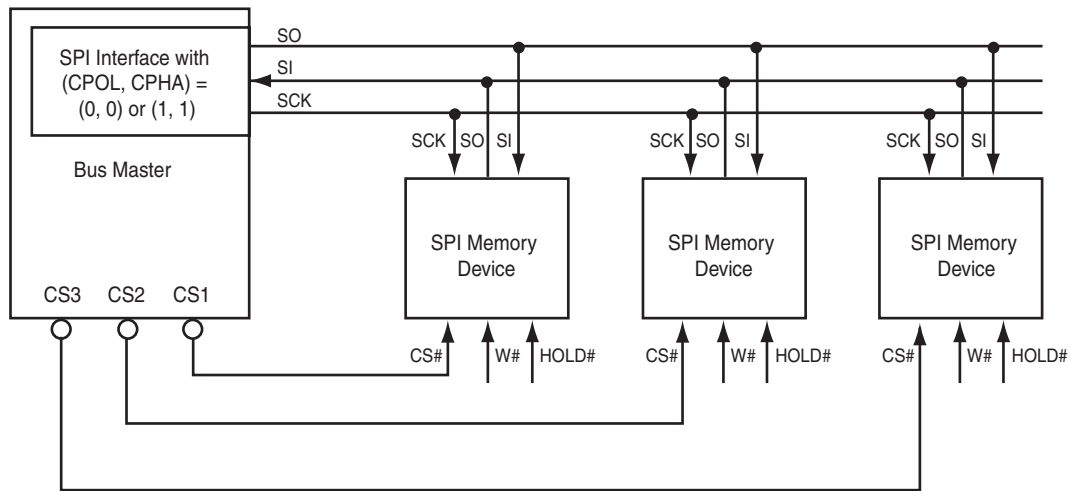 SO
SPI Interface with
(CPOL, CPHA) =
(0, 0) or (1, 1)
SI
SCK
Bus Master
SCK SO SI
SCK SO SI
SCK SO SI
SPI Memory
Device
SPI Memory
Device
SPI Memory
Device
CS3 CS2 CS1
CS# W# HOLD#
CS# W# HOLD#
CS# W# HOLD#